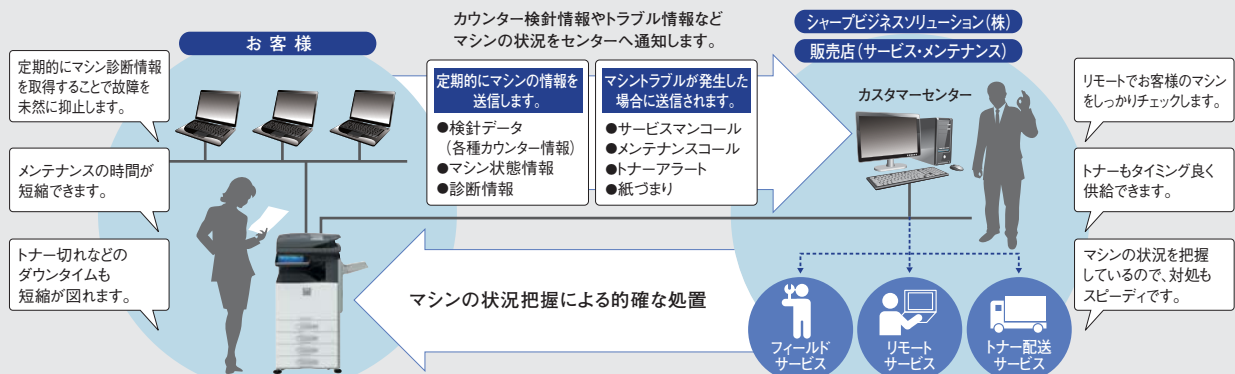 お客様
定期的にマシン診断情報
を取得することで故障を
未然に抑止します。
メンテナンスの時間が
短縮できます。
トナー切れなどの
ダウンタイムも
短縮が図れます。
カウンター検針情報やトラブル情報など
マシンの状況をセンターへ通知します。
定期的にマシンの情報を
送信します。
●検針データ
(各種カウンター情報)
●マシン状態情報
●診断情報
マシントラブルが発生した
場合に送信されます。
●サービスマンコール
●メンテナンスコール
●トナーアラート
●紙づまり
マシンの状況把握による的確な処置
シャープビジネスソリューション(株)
販売店(サービス・メンテナンス)
カスタマーセンター
リモートでお客様のマシン
をしっかりチェックします。
トナーもタイミング良く
供給できます。
マシンの状況を把握
しているので、対処も
スピーディです。
フィールド
サービス
リモート
サービス
トナー配送
サービス